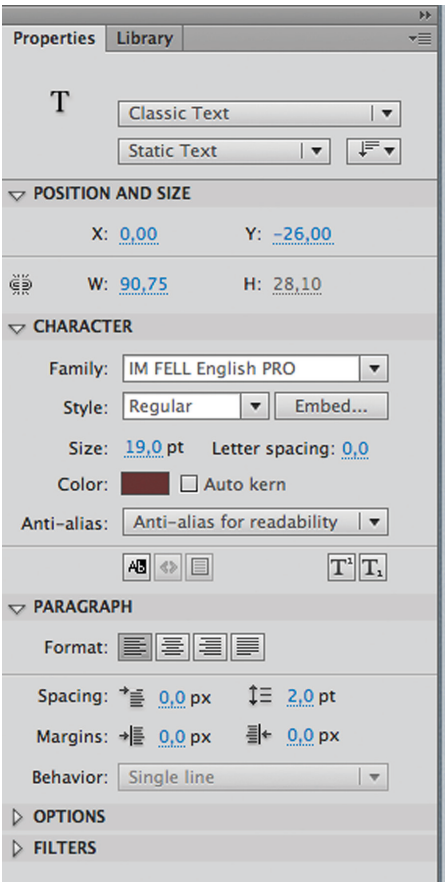 Properties Library
T
Classic Text
Static Text
POSITION AND SIZE
X: 0,00 Y: -26,00
W: 90,75 H: 28,10
CHARACTER
Family: IM FELL English PRO
Style: Regular Embed...
Size: 19,0 pt Letter spacing: 0,0
Color: Auto kern
Anti-alias: Anti-alias for readability
AB T¹ T₁
PARAGRAPH
Format:
Spacing: 0,0 px 2,0 pt
Margins: 0,0 px 0,0 px
Behavior: Single line
OPTIONS
FILTERS